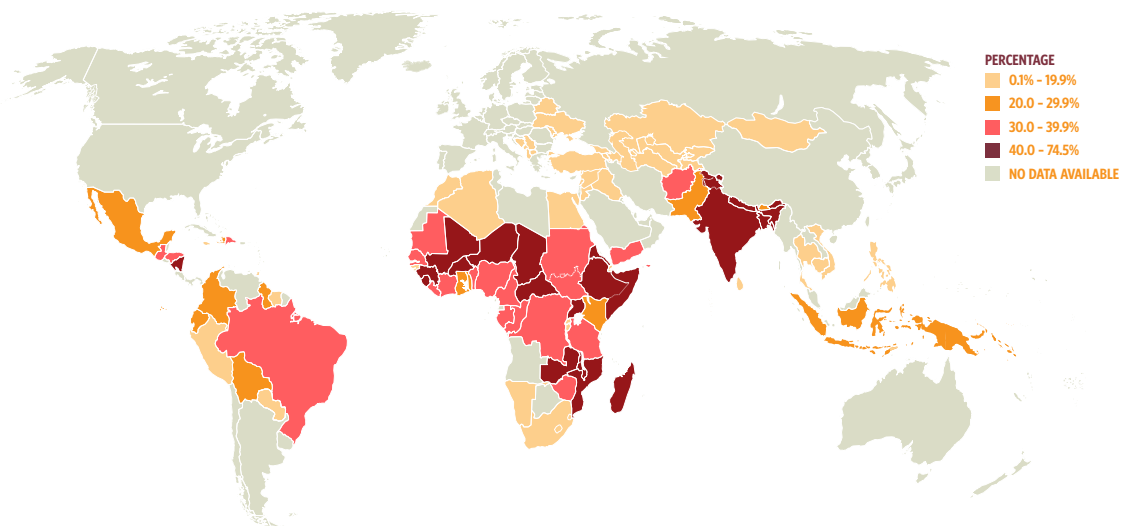 PERCENTAGE
0.1% - 19.9%
20.0 - 29.9%
30.0 - 39.9%
40.0 - 74.5%
NO DATA AVAILABLE